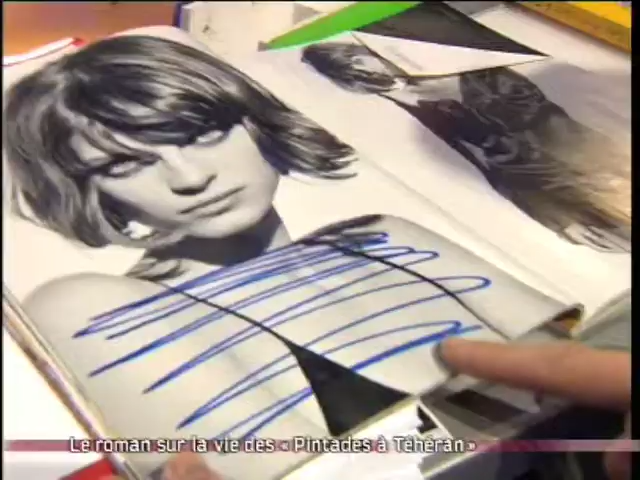 Le roman sur la vie des « Pintades à Téhéran »